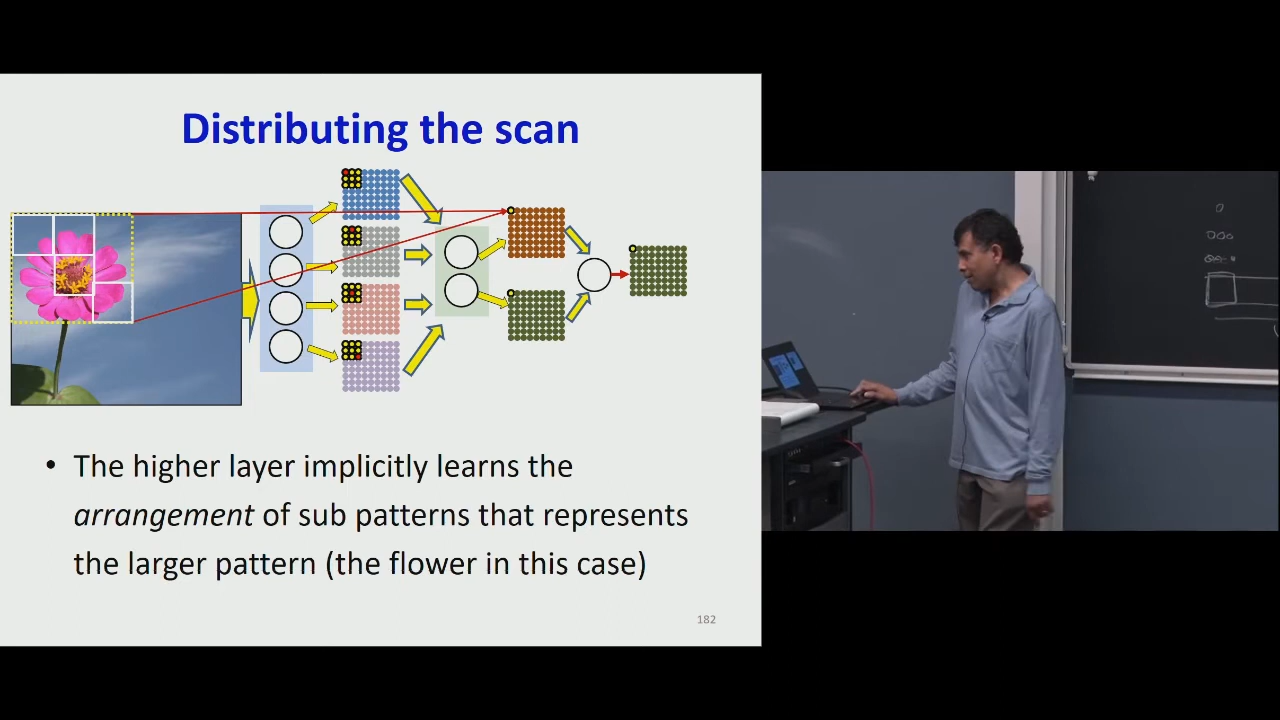 Distributing the scan
• The higher layer implicitly learns the
arrangement of sub patterns that represents
the larger pattern (the flower in this case)
182